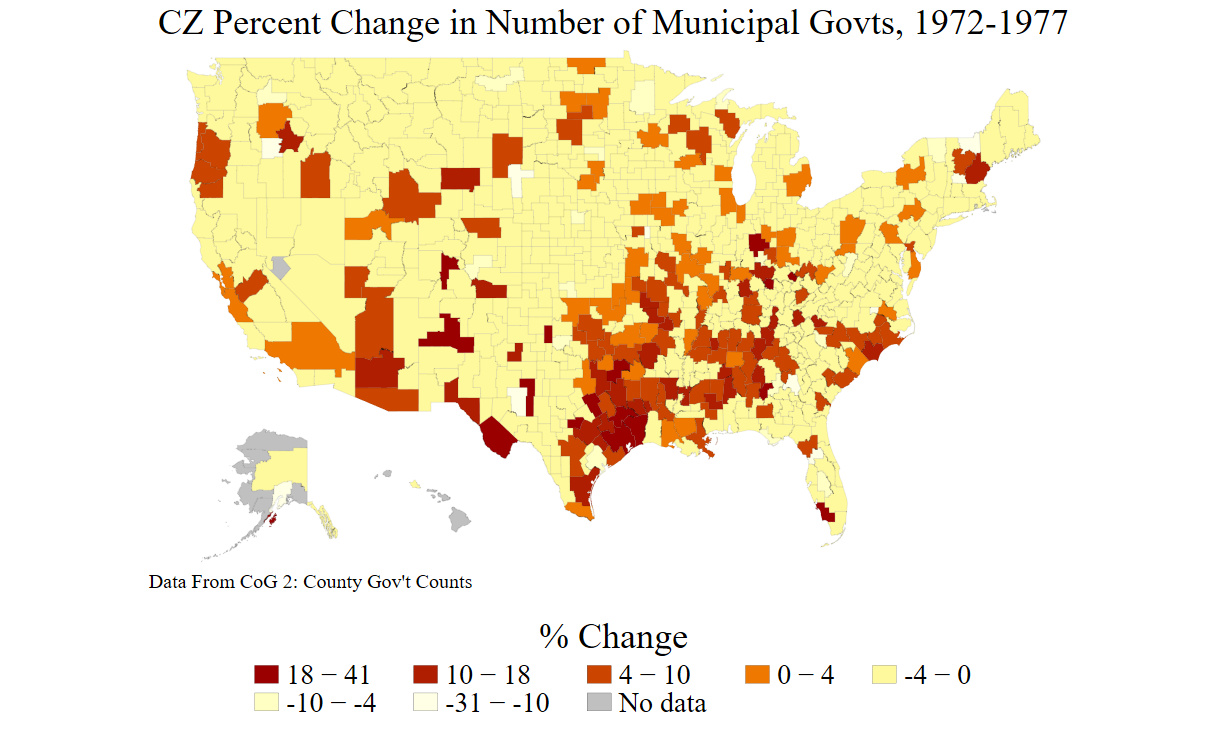 CZ Percent Change in Number of Municipal Govts, 1972-1977
Data From CoG 2: County Gov't Counts
% Change
18 − 41 10 − 18 4 − 10 0 − 4 -4 − 0
-10 − -4 -31 − -10 No data